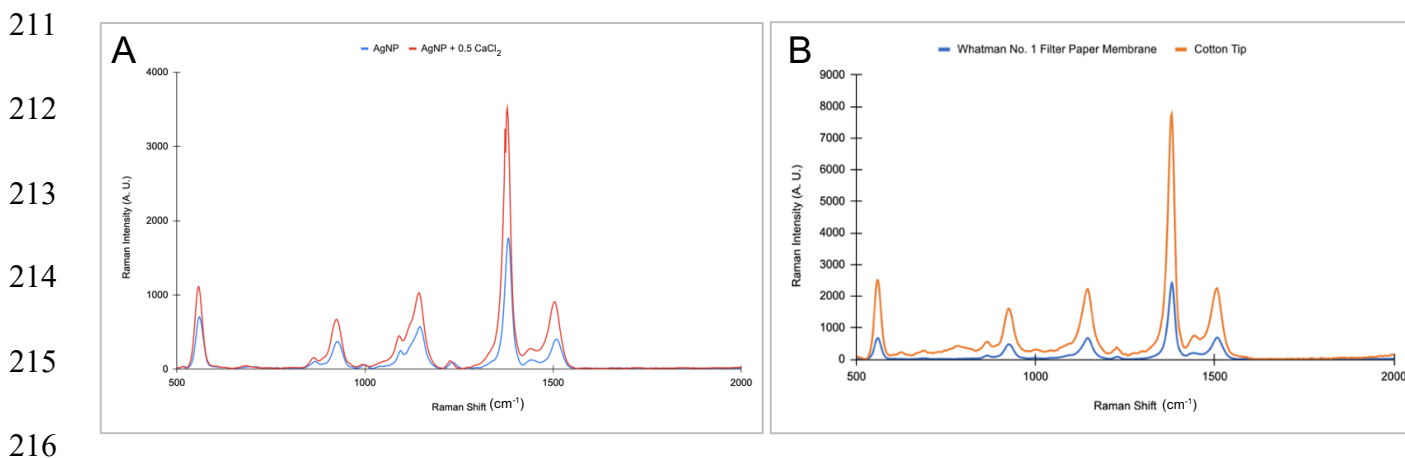 211
212
213
214
215
216
A
AgNP AgNP + 0.5 CaCl₂
4000
3000
2000
1000
0
Raman Intensity (A. U.)
500 1000 1500 2000
Raman Shift (cm⁻¹)
B
Whatman No. 1 Filter Paper Membrane Cotton Tip
9000
8000
7000
6000
5000
4000
3000
2000
1000
0
Raman Intensity (A. U.)
500 1000 1500 2000
Raman Shift (cm⁻¹)